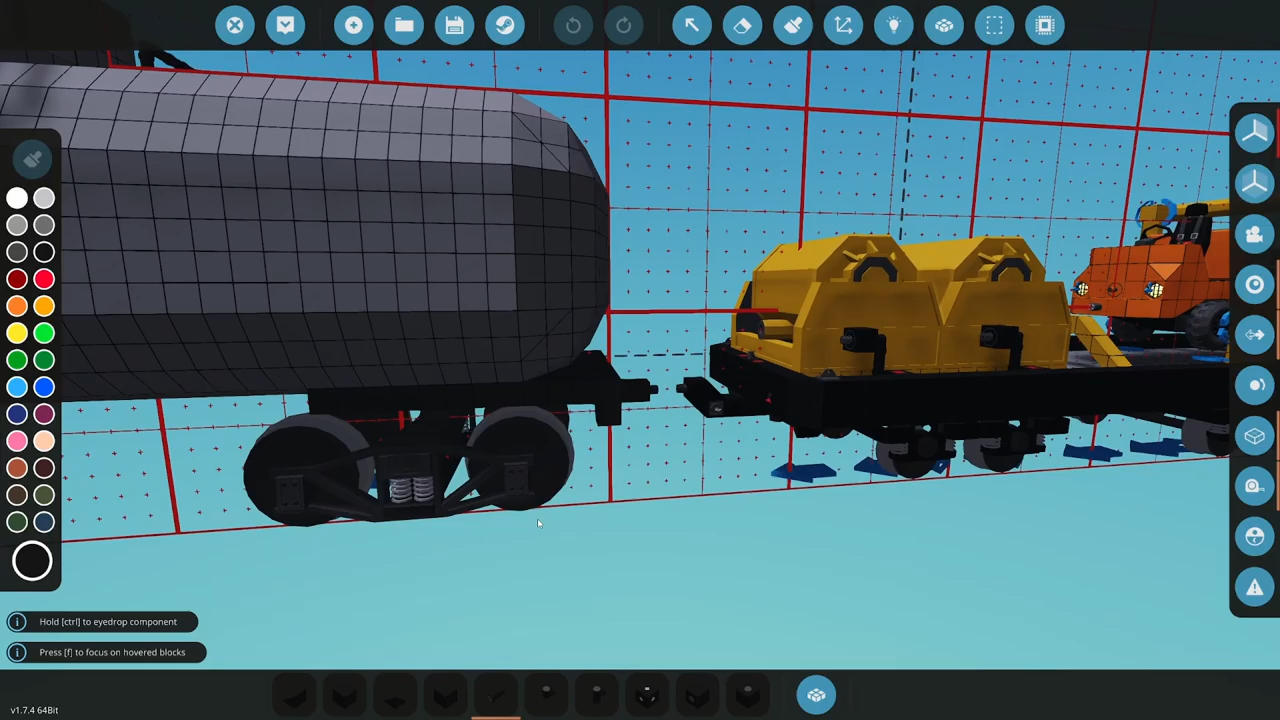 Hold [ctrl] to eyedrop component
Press [f] to focus on hovered blocks
v1.7.4 64Bit